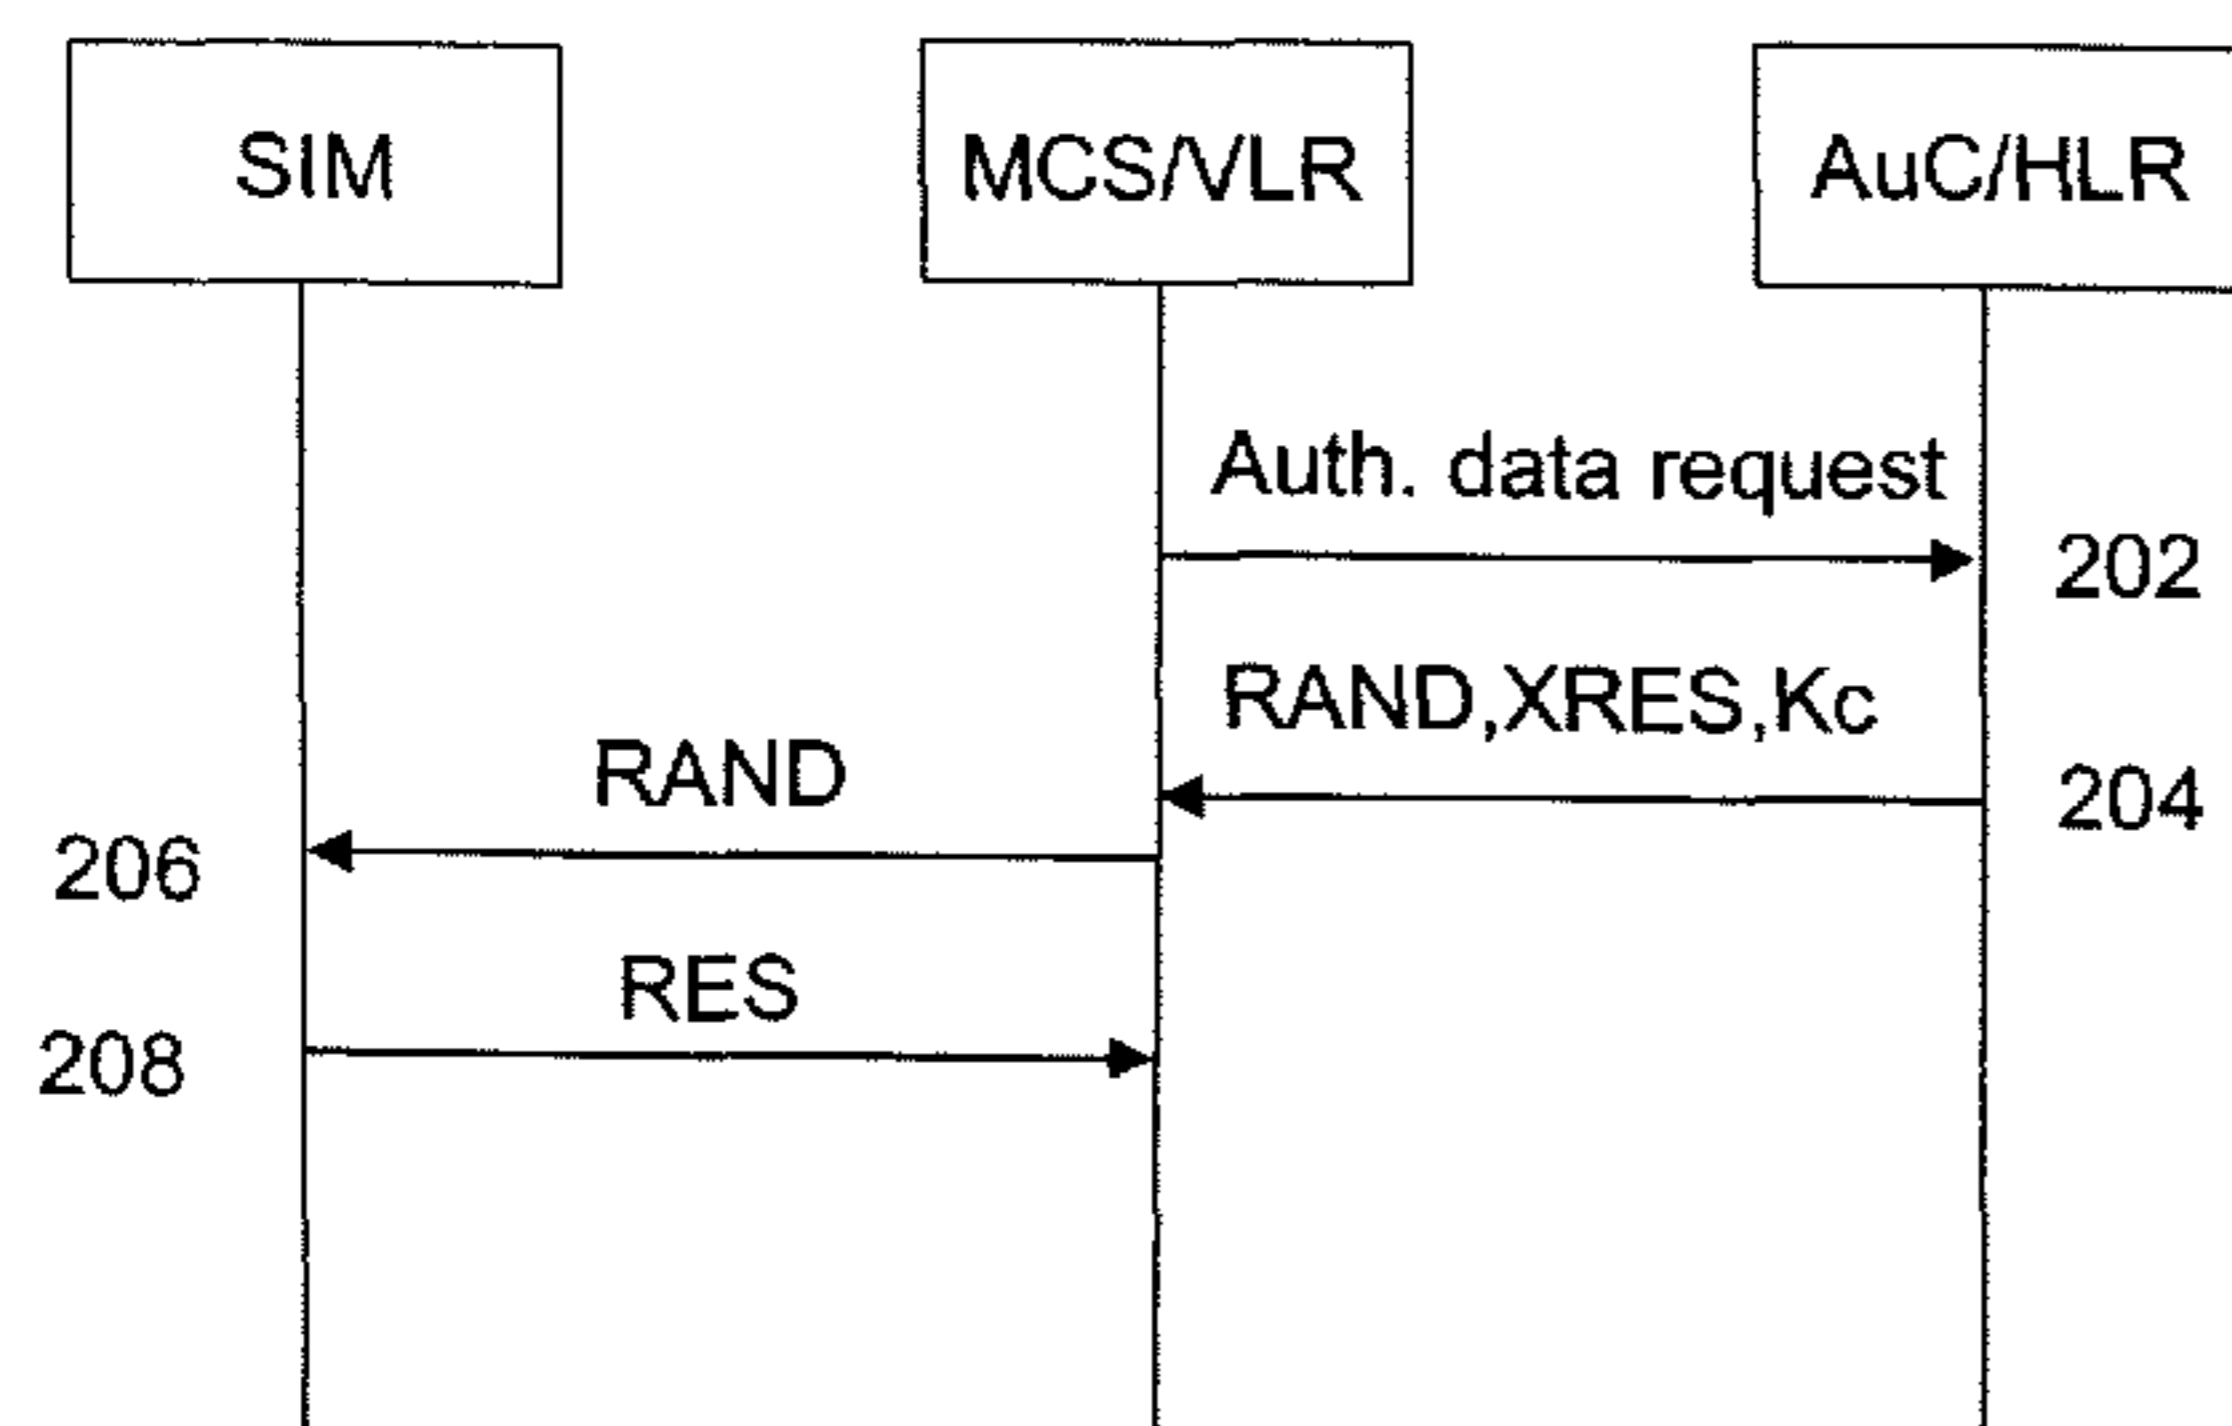 SIM
MCS/VLR
AuC/HLR
Auth. data request
202
RAND,XRES,Kc
204
RAND
206
RES
208